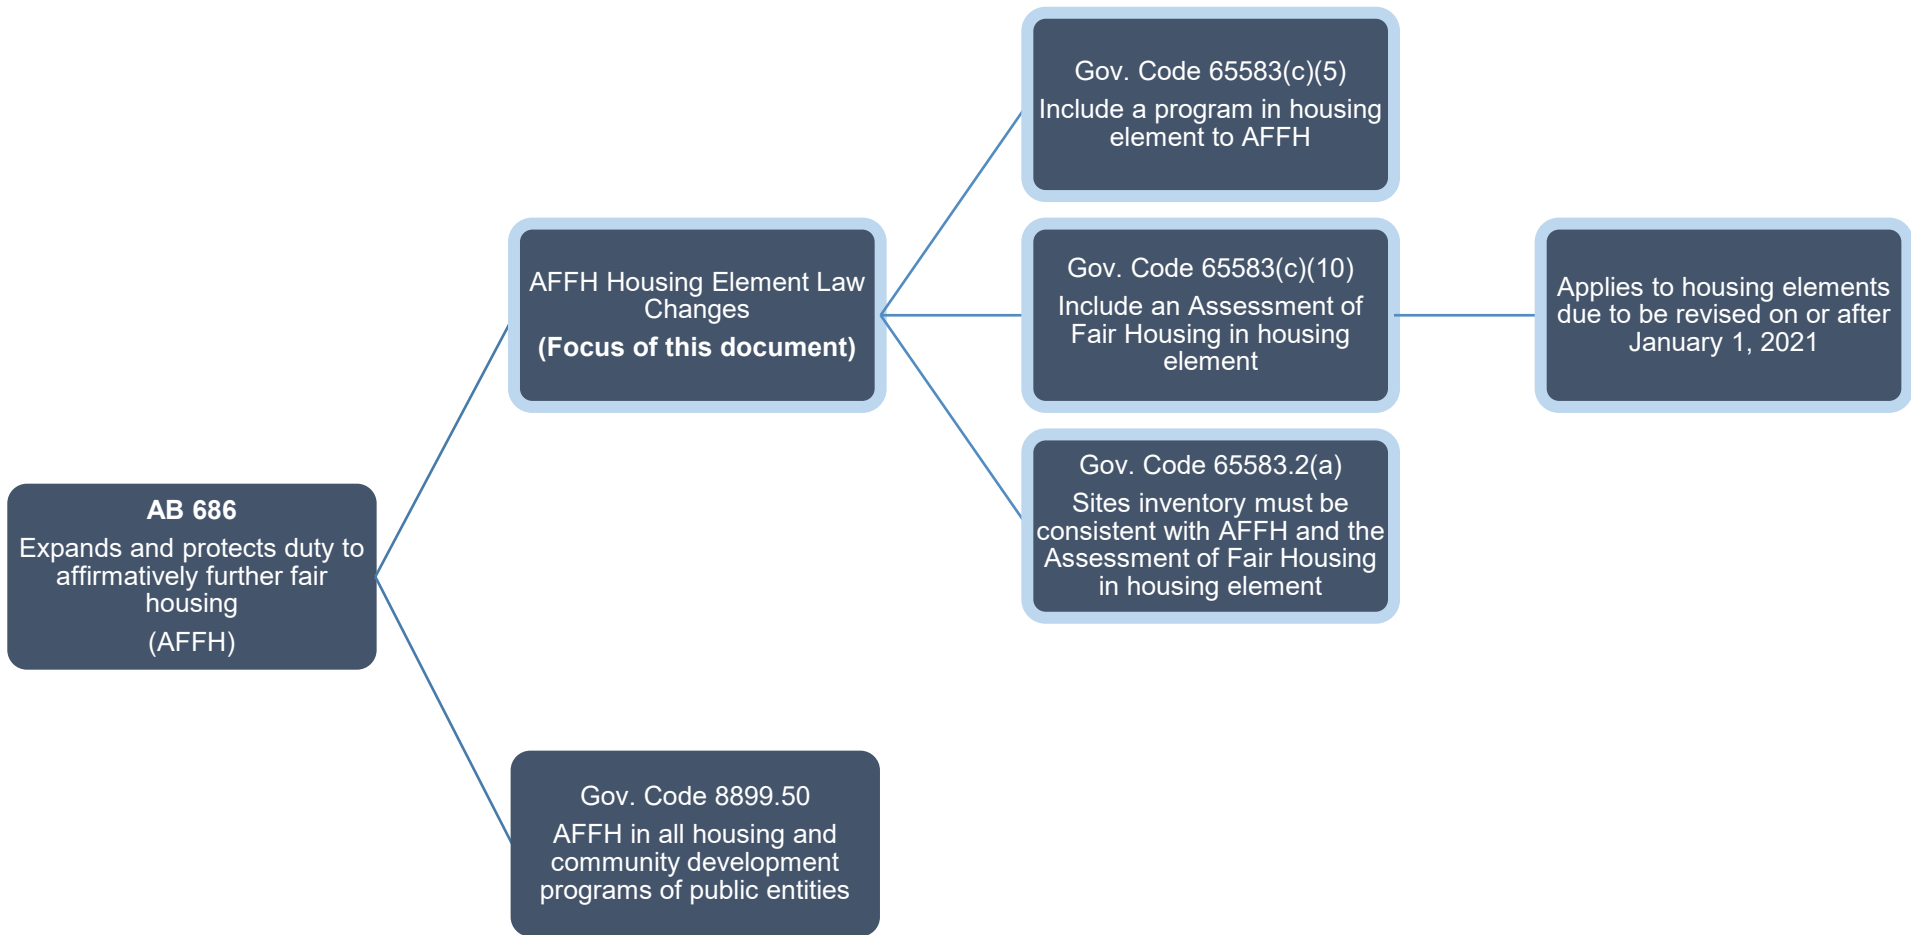 AB 686
Expands and protects duty to
affirmatively further fair
housing
(AFFH)
AFFH Housing Element Law
Changes
(Focus of this document)
Gov. Code 65583(c)(5)
Include a program in housing
element to AFFH
Gov. Code 65583(c)(10)
Include an Assessment of
Fair Housing in housing
element
Applies to housing elements
due to be revised on or after
January 1, 2021
Gov. Code 65583.2(a)
Sites inventory must be
consistent with AFFH and the
Assessment of Fair Housing
in housing element
Gov. Code 8899.50
AFFH in all housing and
community development
programs of public entities